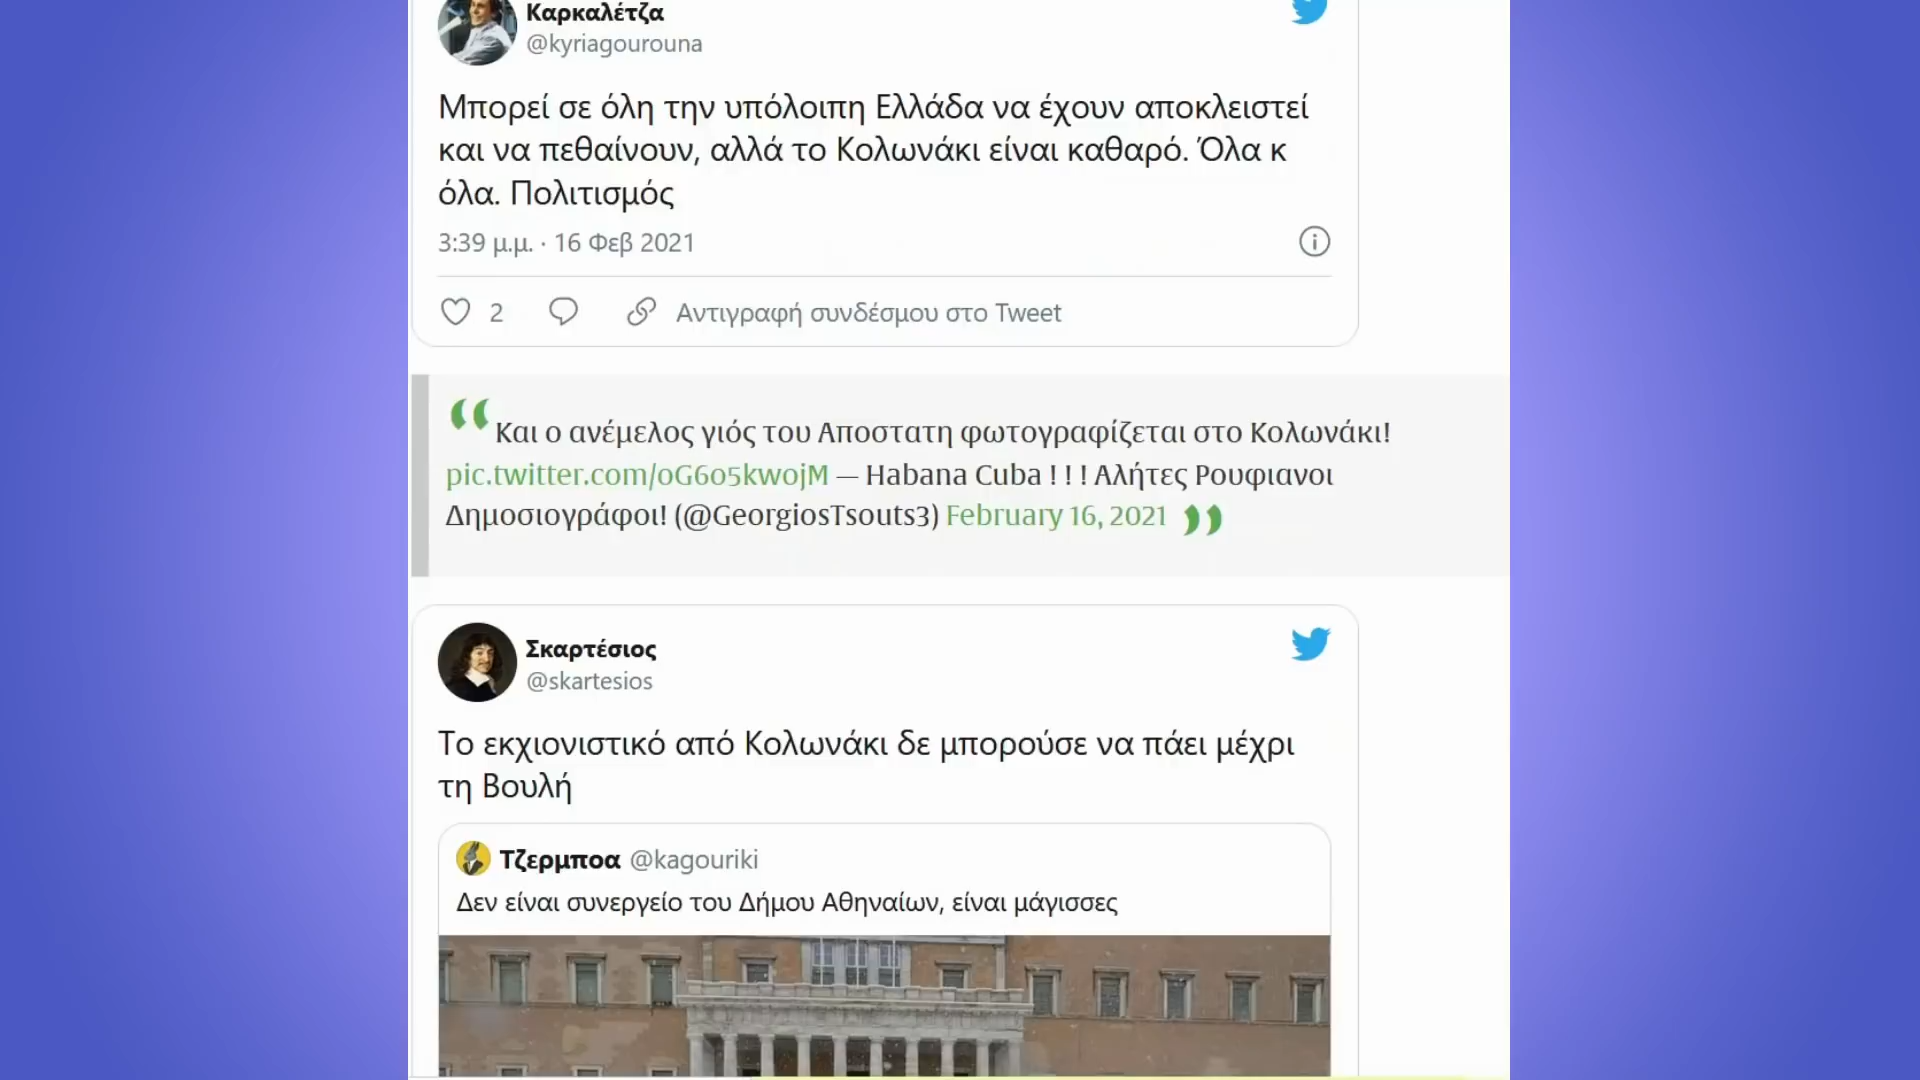 Καρκαλέτζα
@kyriagourouna
Μπορεί σε όλη την υπόλοιπη Ελλάδα να έχουν αποκλειστεί
και να πεθαίνουν, αλλά το Κολωνάκι είναι καθαρό. Όλα κ
όλα. Πολιτισμός
3:39 μ.μ. · 16 Φεβ 2021
2 Αντιγραφή συνδέσμου στο Tweet
“Και ο ανέμελος γιός του Αποστατη φωτογραφίζεται στο Κολωνάκι!
pic.twitter.com/oG6o5kwojM — Habana Cuba ! ! ! Αλήτες Ρουφιανοι
Δημοσιογράφοι! (@GeorgiosTsouts3) February 16, 2021 ”
Σκαρτέσιος
@skartesios
Το εκχιονιστικό από Κολωνάκι δε μπορούσε να πάει μέχρι
τη Βουλή
Τζερμποα @kagouriki
Δεν είναι συνεργείο του Δήμου Αθηναίων, είναι μάγισσες